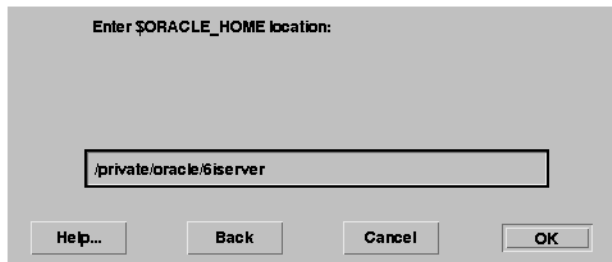 Enter $ORACLE_HOME location:
/private/oracle/6iserver
Help... Back Cancel OK